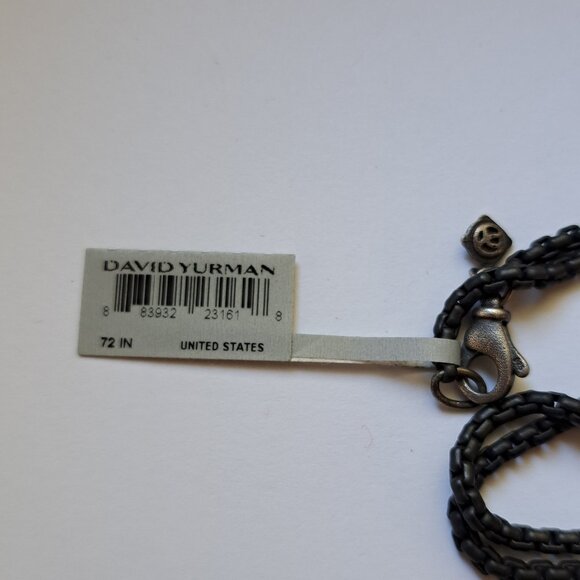 DAVID YURMAN
8 83932 23161 8
72 IN UNITED STATES